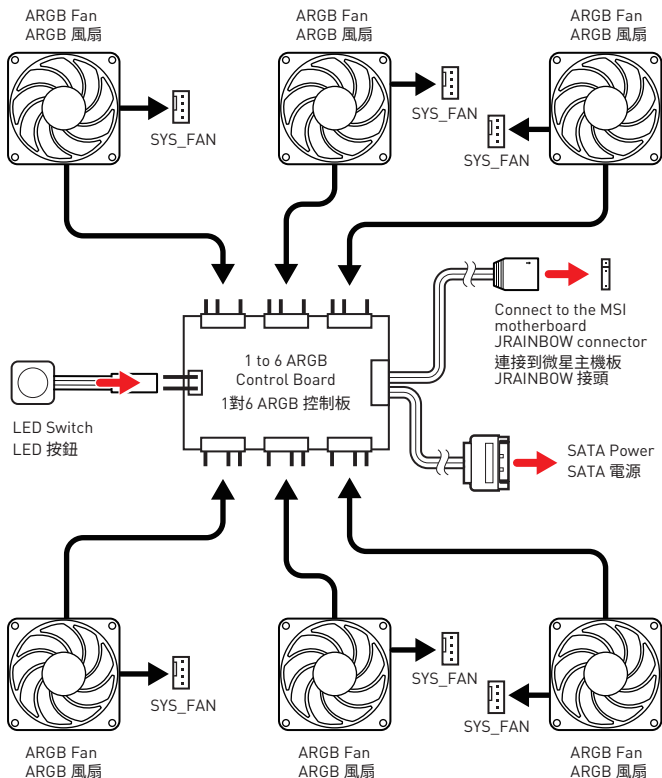 ARGB Fan
ARGB 風扇
ARGB Fan
ARGB 風扇
ARGB Fan
ARGB 風扇
SYS_FAN
SYS_FAN
SYS_FAN
Connect to the MSI
motherboard
JRAINBOW connector
連接到微星主機板
JRAINBOW 接頭
1 to 6 ARGB
Control Board
1對6 ARGB 控制板
LED Switch
LED 按鈕
SATA Power
SATA 電源
SYS_FAN
SYS_FAN
SYS_FAN
ARGB Fan
ARGB 風扇
ARGB Fan
ARGB 風扇
ARGB Fan
ARGB 風扇